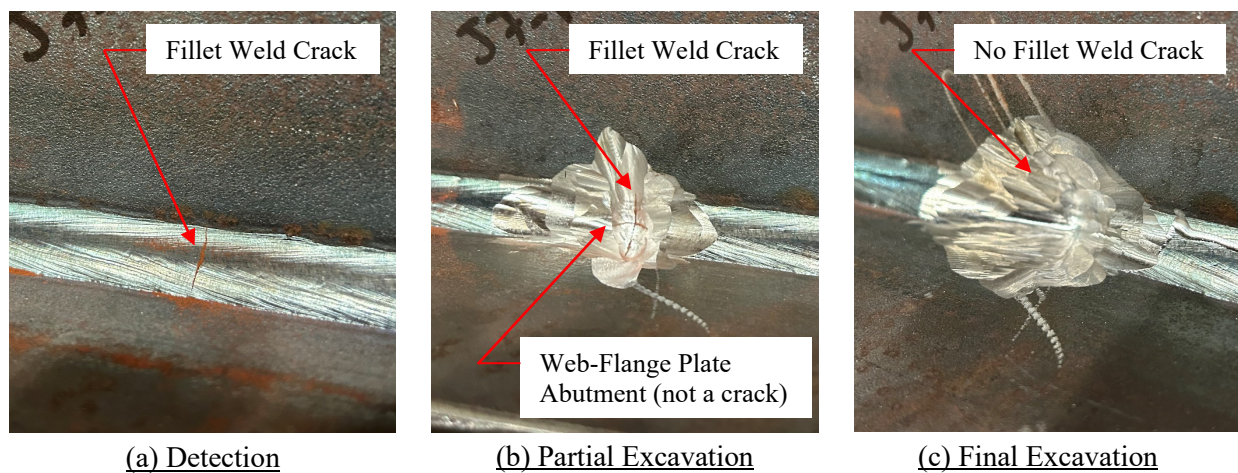 Fillet Weld Crack
Fillet Weld Crack
No Fillet Weld Crack
Web-Flange Plate
Abutment (not a crack)
(a) Detection
(b) Partial Excavation
(c) Final Excavation